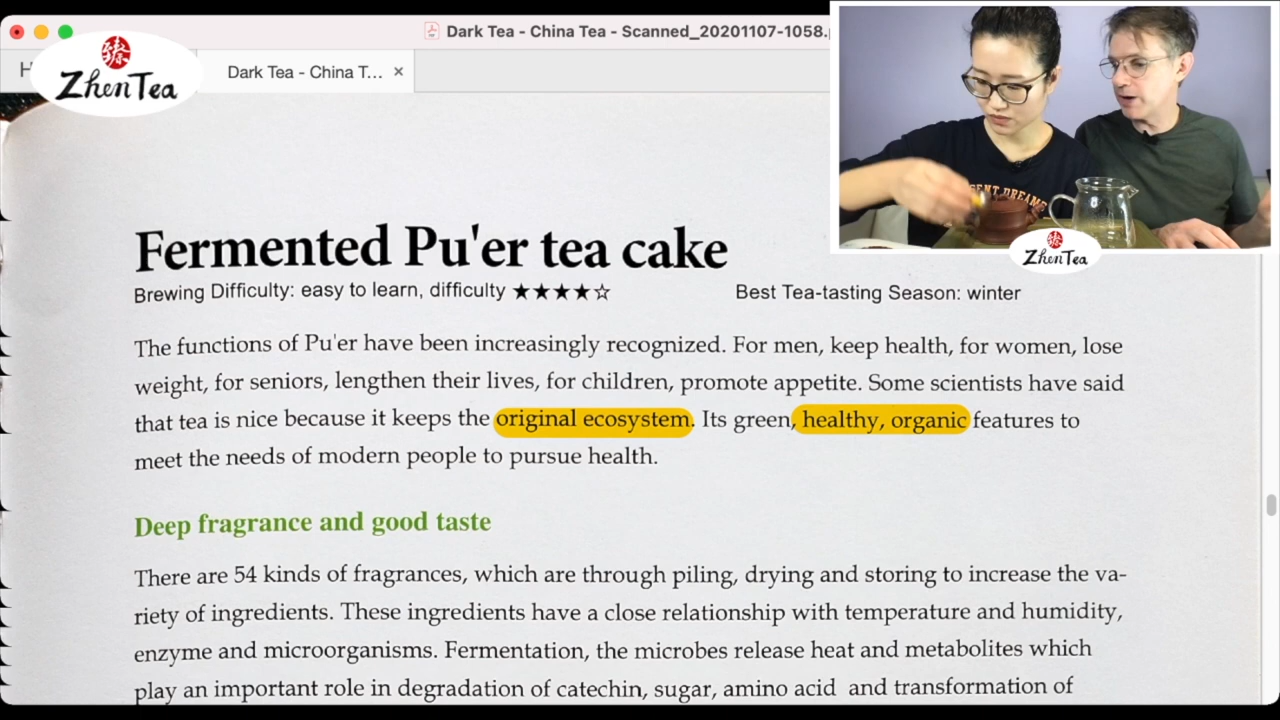 Dark Tea - China Tea - Scanned_20201107-1058.
Zhen Tea
Dark Tea - China T... ×
Zhen Tea
Fermented Pu'er tea cake
Brewing Difficulty: easy to learn, difficulty ★★★★☆
Best Tea-tasting Season: winter
The functions of Pu'er have been increasingly recognized. For men, keep health, for women, lose
weight, for seniors, lengthen their lives, for children, promote appetite. Some scientists have said
that tea is nice because it keeps the original ecosystem. Its green, healthy, organic features to
meet the needs of modern people to pursue health.
Deep fragrance and good taste
There are 54 kinds of fragrances, which are through piling, drying and storing to increase the va-
riety of ingredients. These ingredients have a close relationship with temperature and humidity,
enzyme and microorganisms. Fermentation, the microbes release heat and metabolites which
play an important role in degradation of catechin, sugar, amino acid and transformation of